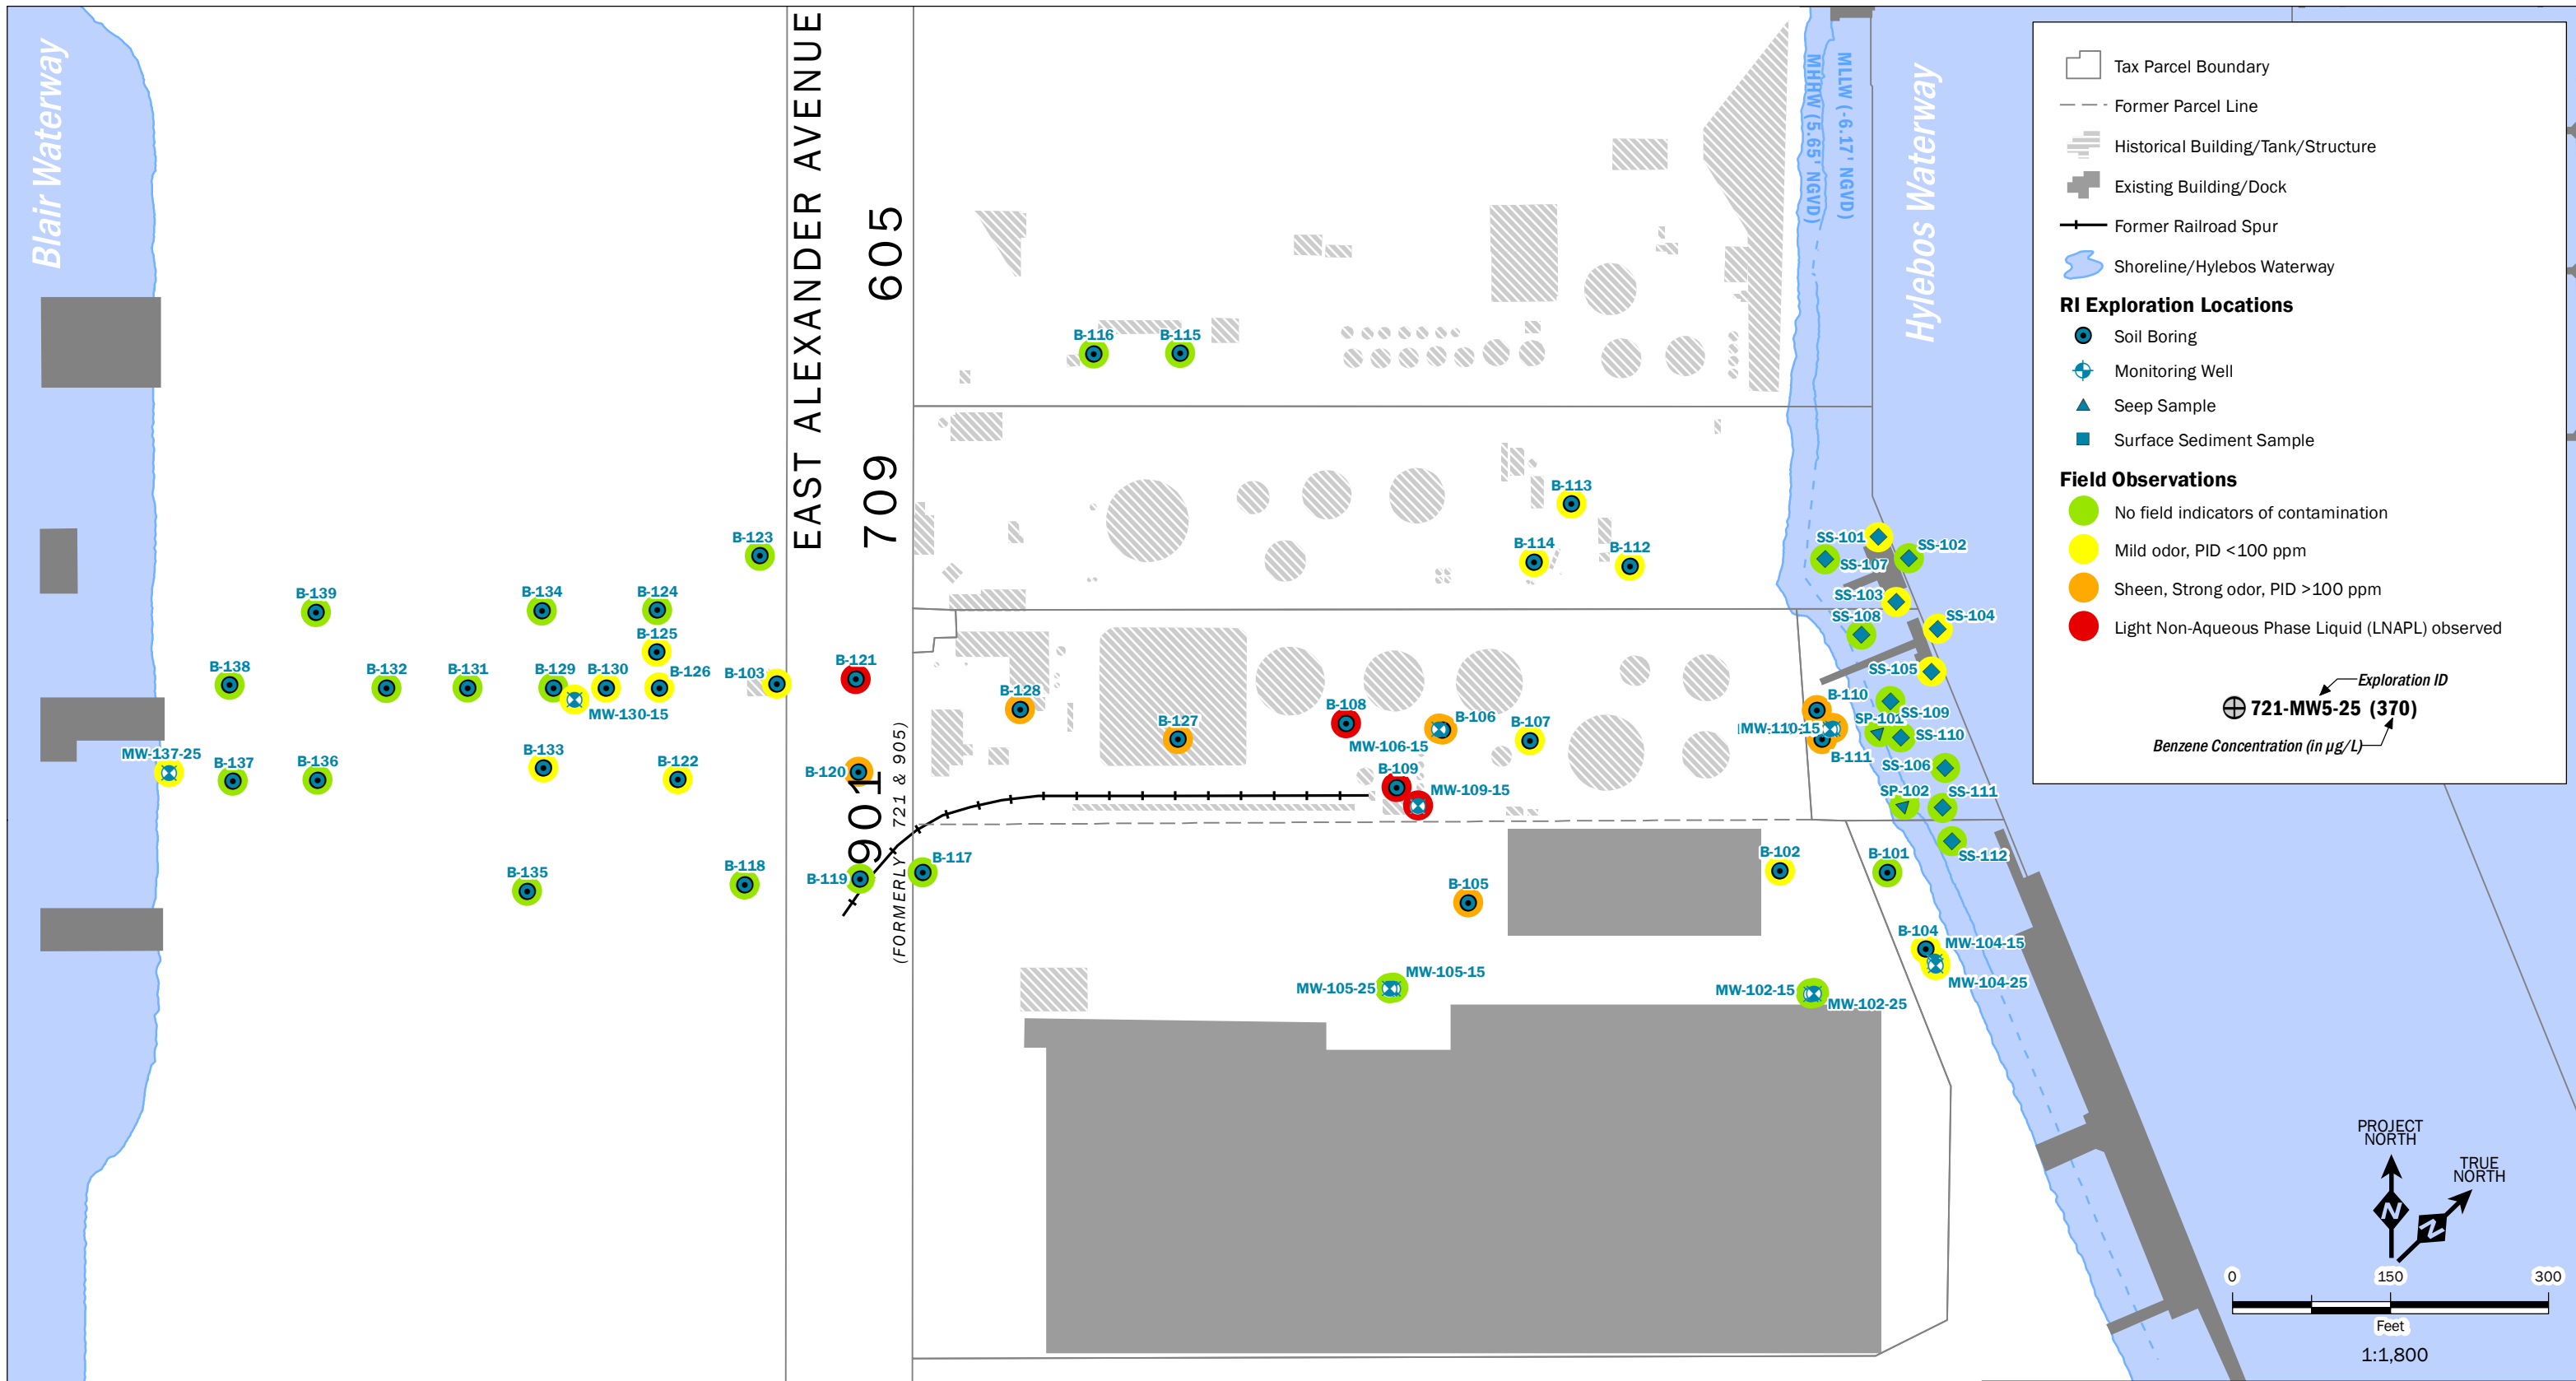 Blair Waterway
EAST ALEXANDER AVENUE
605
709
901
(FORMERLY 721 & 905)
MHHW (5.65' NGVD)
MLLW (-6.17' NGVD)
Hylebos Waterway
B-116
B-115
B-113
B-114
B-112
B-123
B-139
B-134
B-124
B-125
B-138
B-132
B-131
B-129
B-130
B-126
B-103
B-121
MW-130-15
B-128
B-127
B-108
B-106
MW-106-15
B-107
B-110
MW-110-15
B-111
MW-137-25
B-137
B-136
B-133
B-122
B-120
B-109
MW-109-15
B-135
B-118
B-119
B-117
B-105
B-102
B-101
B-104
MW-104-15
MW-104-25
MW-105-15
MW-105-25
MW-102-15
MW-102-25
SS-101
SS-102
SS-107
SS-103
SS-104
SS-108
SS-105
SS-109
SP-101
SS-110
SS-106
SP-102
SS-111
SS-112
Tax Parcel Boundary
Former Parcel Line
Historical Building/Tank/Structure
Existing Building/Dock
Former Railroad Spur
Shoreline/Hylebos Waterway
RI Exploration Locations
Soil Boring
Monitoring Well
Seep Sample
Surface Sediment Sample
Field Observations
No field indicators of contamination
Mild odor, PID <100 ppm
Sheen, Strong odor, PID >100 ppm
Light Non-Aqueous Phase Liquid (LNAPL) observed
Exploration ID
721-MW5-25 (370)
Benzene Concentration (in µg/L)
PROJECT
NORTH
N
TRUE
NORTH
N
0 150 300
Feet
1:1,800